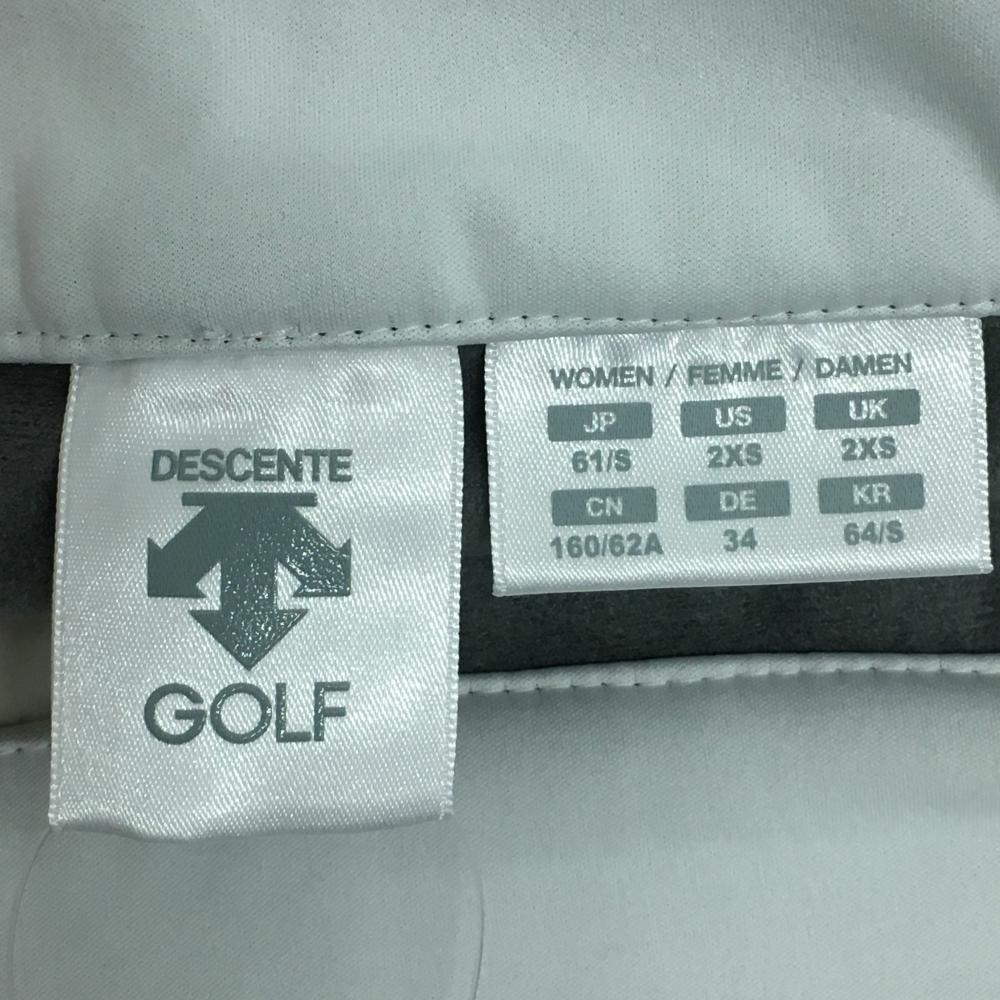 DESCENTE
GOLF
WOMEN / FEMME / DAMEN
JP US UK
61/S 2XS 2XS
CN DE KR
160/62A 34 64/S